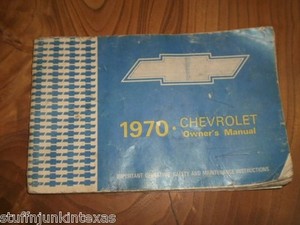 1970 · CHEVROLET
Owner's Manual
IMPORTANT OPERATING, SAFETY AND MAINTENANCE INSTRUCTIONS
stuffnjunkintexas